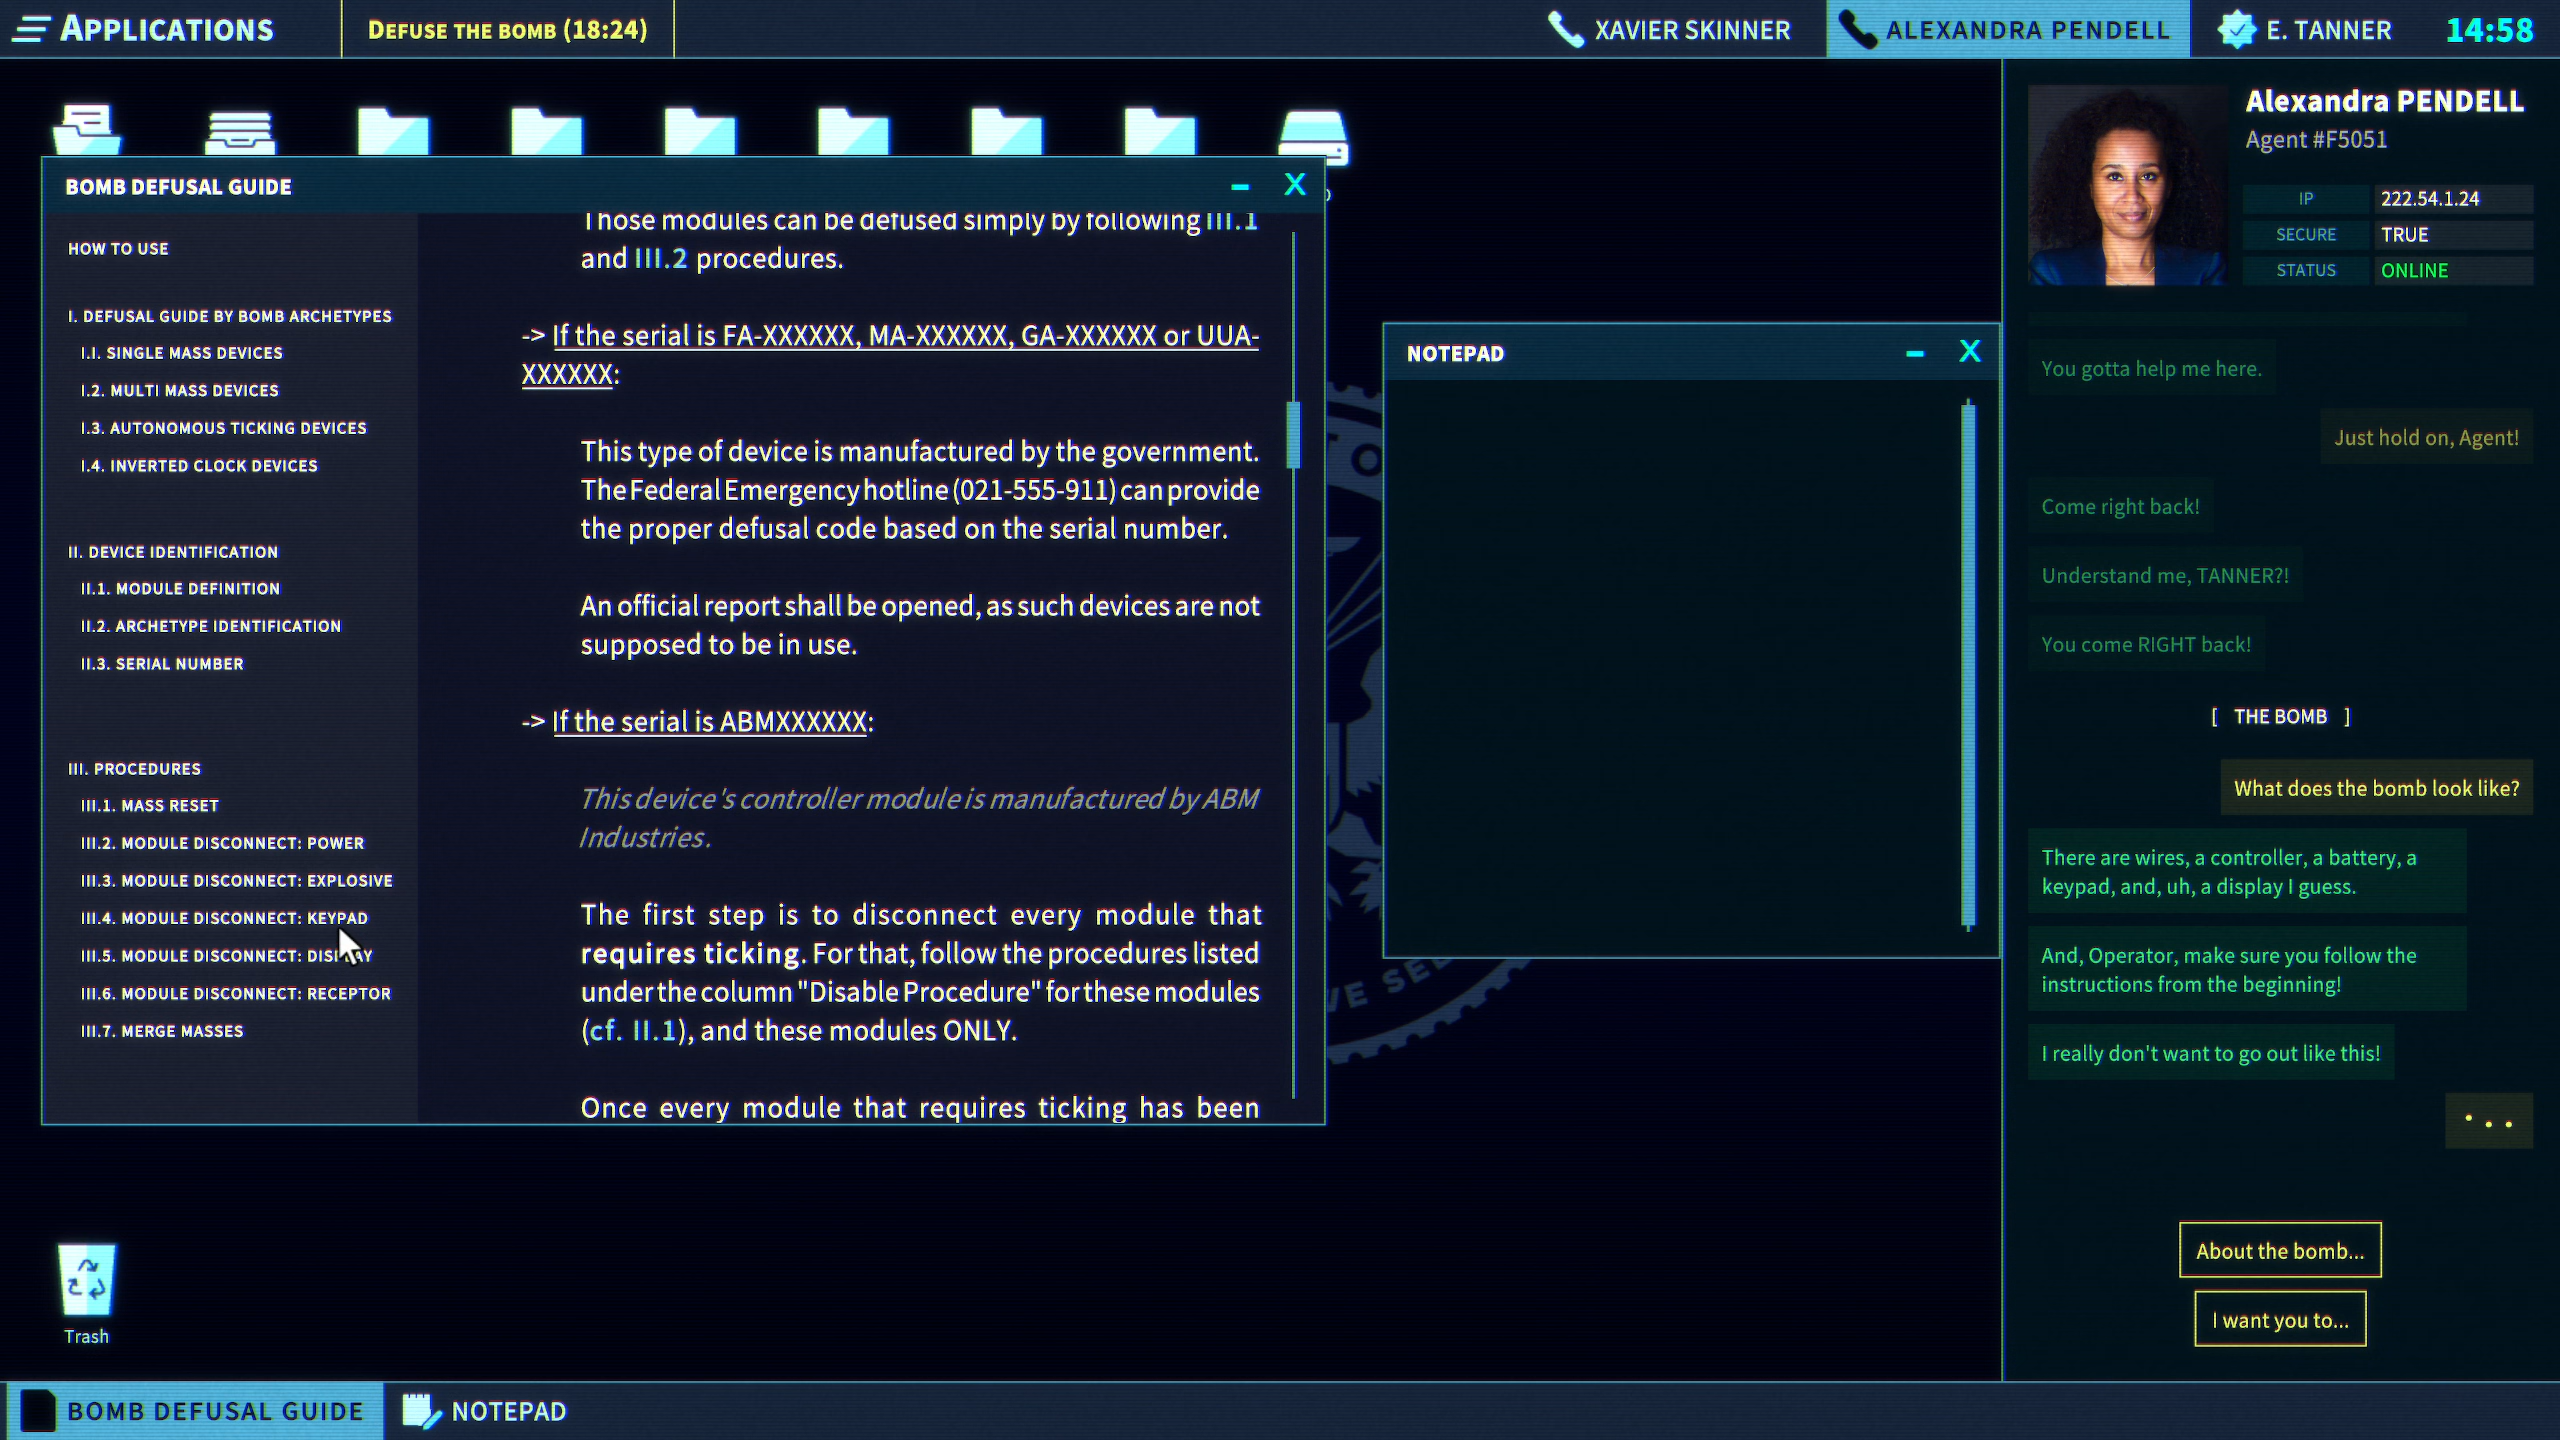 APPLICATIONS
DEFUSE THE BOMB (18:24)
XAVIER SKINNER
ALEXANDRA PENDELL
E. TANNER
14:58
BOMB DEFUSAL GUIDE
HOW TO USE
I. DEFUSAL GUIDE BY BOMB ARCHETYPES
I.I. SINGLE MASS DEVICES
I.2. MULTI MASS DEVICES
I.3. AUTONOMOUS TICKING DEVICES
I.4. INVERTED CLOCK DEVICES
II. DEVICE IDENTIFICATION
II.1. MODULE DEFINITION
II.2. ARCHETYPE IDENTIFICATION
II.3. SERIAL NUMBER
III. PROCEDURES
III.1. MASS RESET
III.2. MODULE DISCONNECT: POWER
III.3. MODULE DISCONNECT: EXPLOSIVE
III.4. MODULE DISCONNECT: KEYPAD
III.5. MODULE DISCONNECT: DISPLAY
III.6. MODULE DISCONNECT: RECEPTOR
III.7. MERGE MASSES
Those modules can be defused simply by following III.1
and III.2 procedures.
-> If the serial is FA-XXXXXX, MA-XXXXXX, GA-XXXXXX or UUA-
XXXXXX:
This type of device is manufactured by the government.
The Federal Emergency hotline (021-555-911) can provide
the proper defusal code based on the serial number.
An official report shall be opened, as such devices are not
supposed to be in use.
-> If the serial is ABMXXXXXX:
This device's controller module is manufactured by ABM
Industries.
The first step is to disconnect every module that
requires ticking. For that, follow the procedures listed
under the column "Disable Procedure" for these modules
(cf. II.1), and these modules ONLY.
Once every module that requires ticking has been
NOTEPAD
Alexandra PENDELL
Agent #F5051
IP 222.54.1.24
SECURE TRUE
STATUS ONLINE
You gotta help me here.
Just hold on, Agent!
Come right back!
Understand me, TANNER?!
You come RIGHT back!
[ THE BOMB ]
What does the bomb look like?
There are wires, a controller, a battery, a
keypad, and, uh, a display I guess.
And, Operator, make sure you follow the
instructions from the beginning!
I really don't want to go out like this!
...
About the bomb...
I want you to...
Trash
BOMB DEFUSAL GUIDE
NOTEPAD